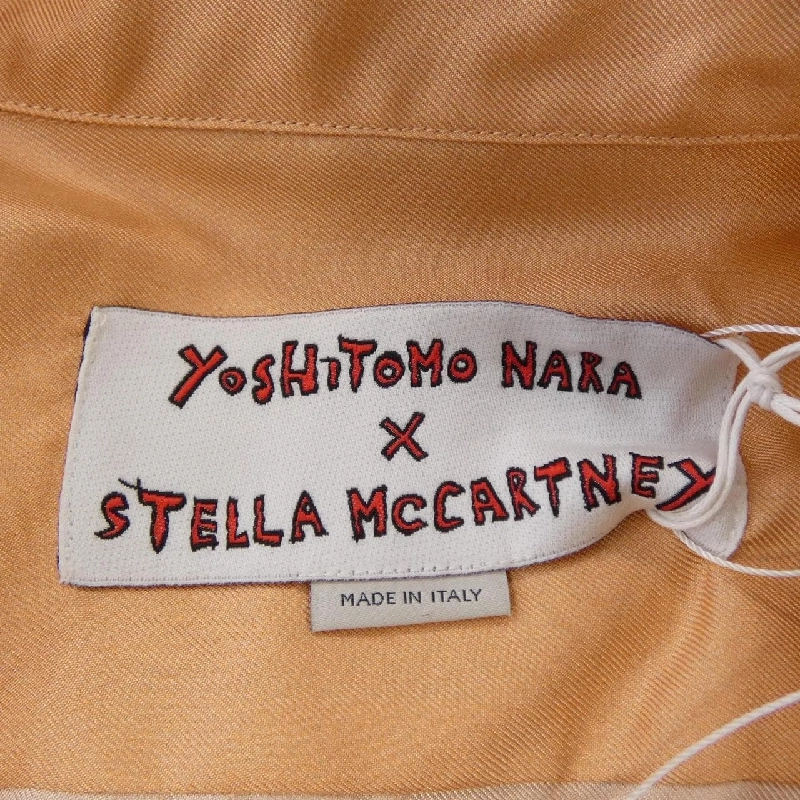 YOSHiTOMO NARA
X
STELLA McCARTNEY
MADE IN ITALY